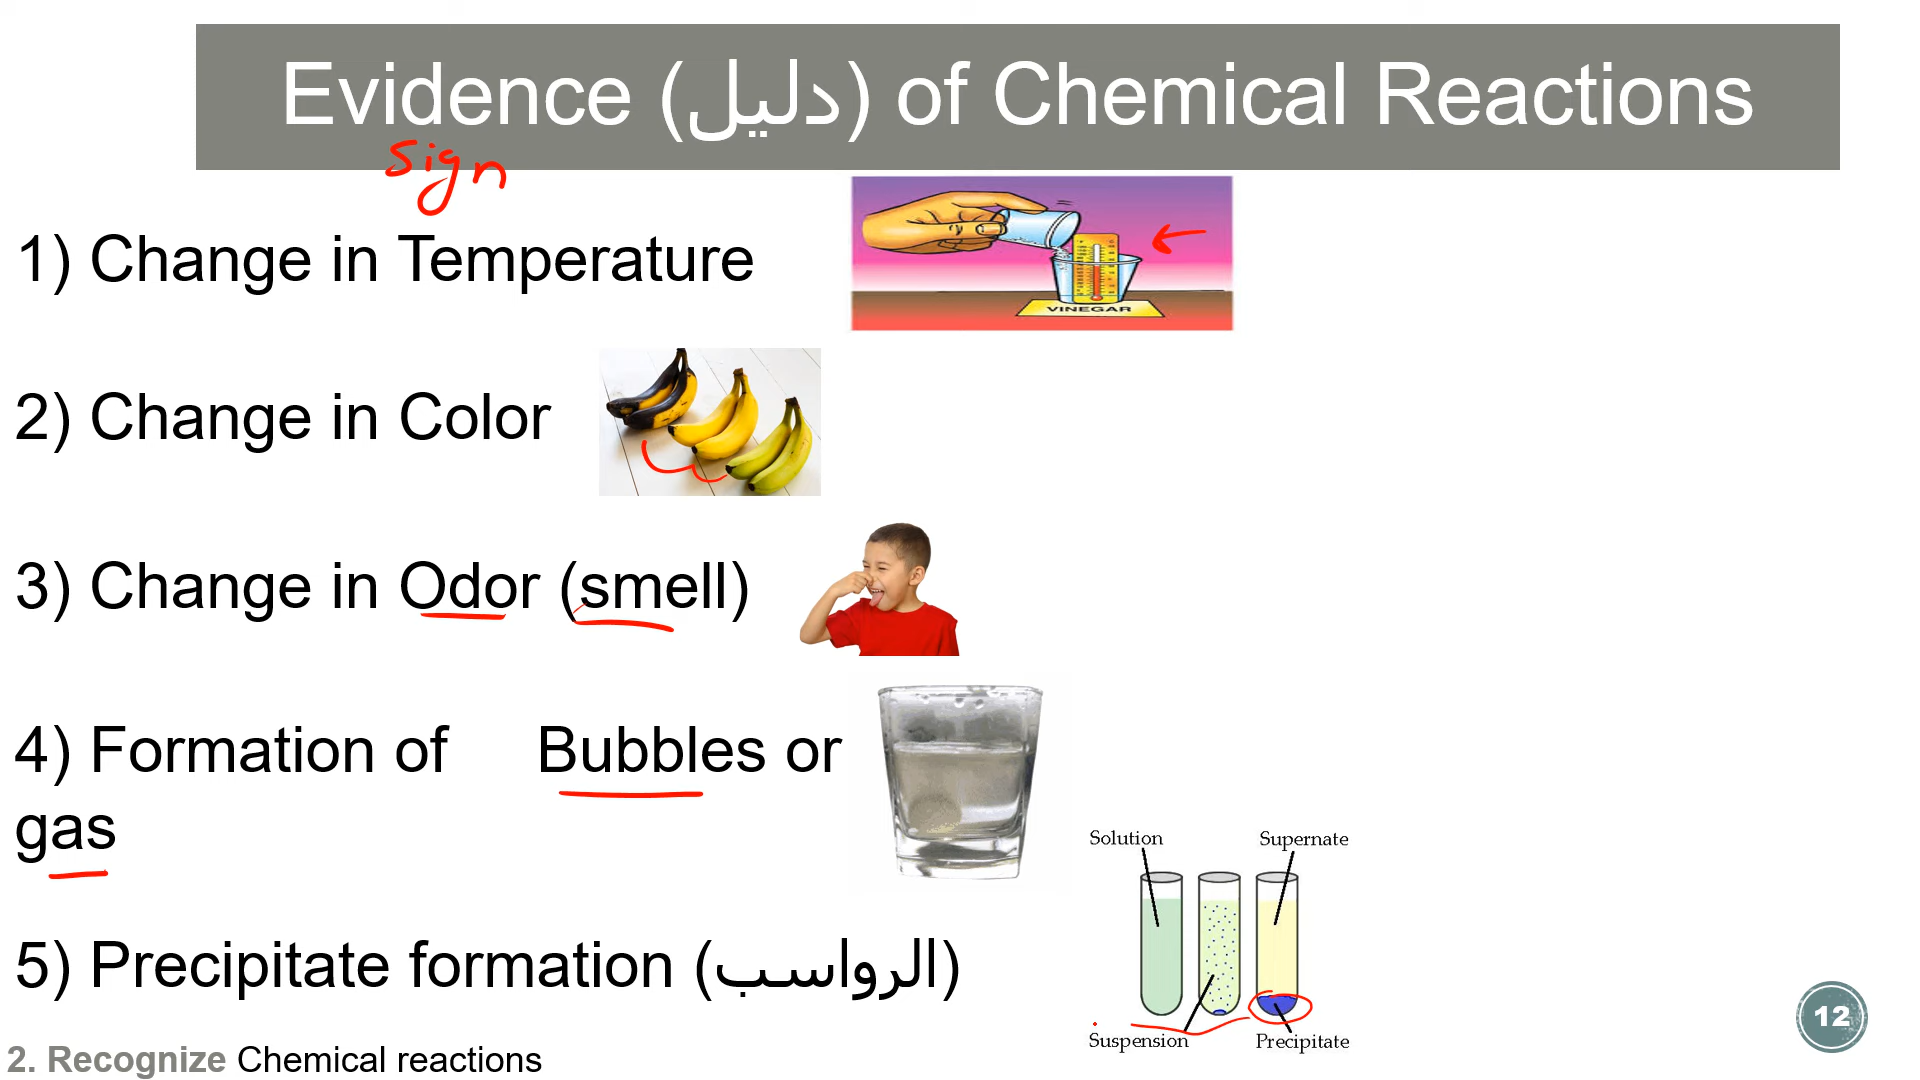 Evidence (دليل) of Chemical Reactions
sign
1) Change in Temperature
VINEGAR
2) Change in Color
3) Change in Odor (smell)
4) Formation of Bubbles or
gas
Solution Supernate
5) Precipitate formation (الرواسب)
Suspension Precipitate
12
2. Recognize Chemical reactions